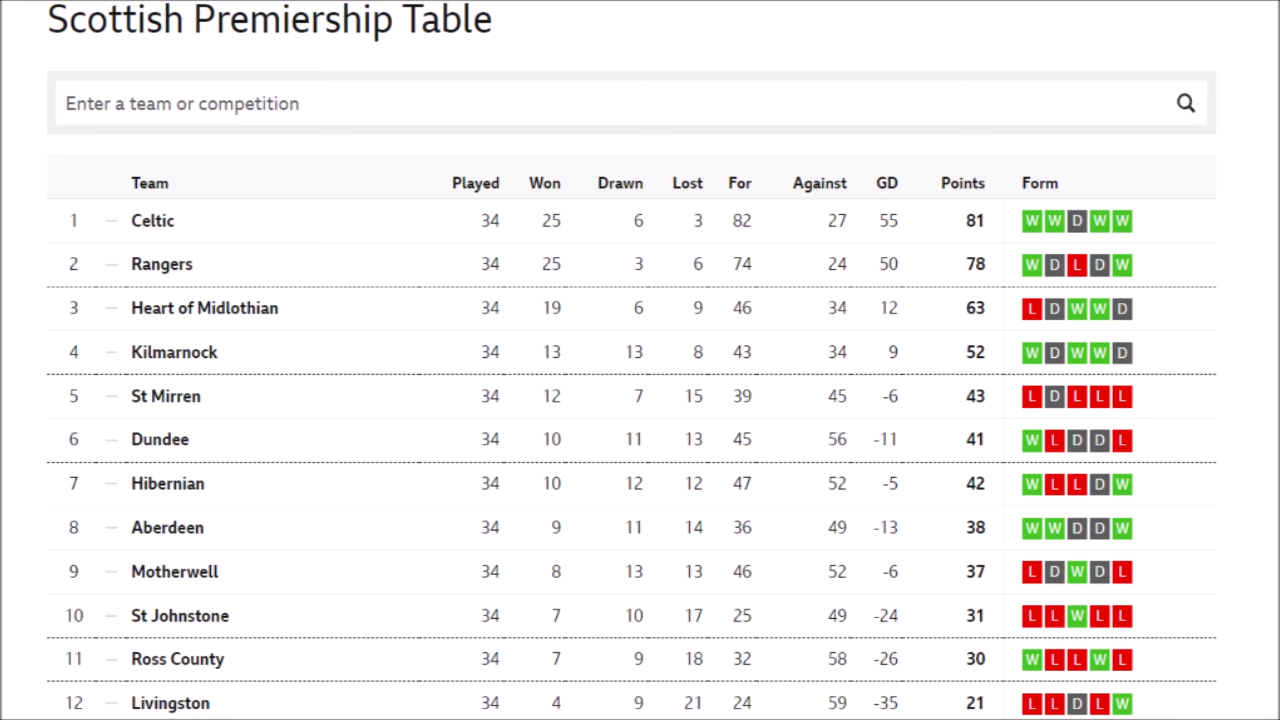 Scottish Premiership Table
Enter a team or competition
Team Played Won Drawn Lost For Against GD Points Form
1 Celtic 34 25 6 3 82 27 55 81 W W D W W
2 Rangers 34 25 3 6 74 24 50 78 W D L D W
3 Heart of Midlothian 34 19 6 9 46 34 12 63 L D W W D
4 Kilmarnock 34 13 13 8 43 34 9 52 W D W W D
5 St Mirren 34 12 7 15 39 45 -6 43 L D L L L
6 Dundee 34 10 11 13 45 56 -11 41 W L D D L
7 Hibernian 34 10 12 12 47 52 -5 42 W L L D W
8 Aberdeen 34 9 11 14 36 49 -13 38 W W D D W
9 Motherwell 34 8 13 13 46 52 -6 37 L D W D L
10 St Johnstone 34 7 10 17 25 49 -24 31 L L W L L
11 Ross County 34 7 9 18 32 58 -26 30 W L L W L
12 Livingston 34 4 9 21 24 59 -35 21 L L D L W